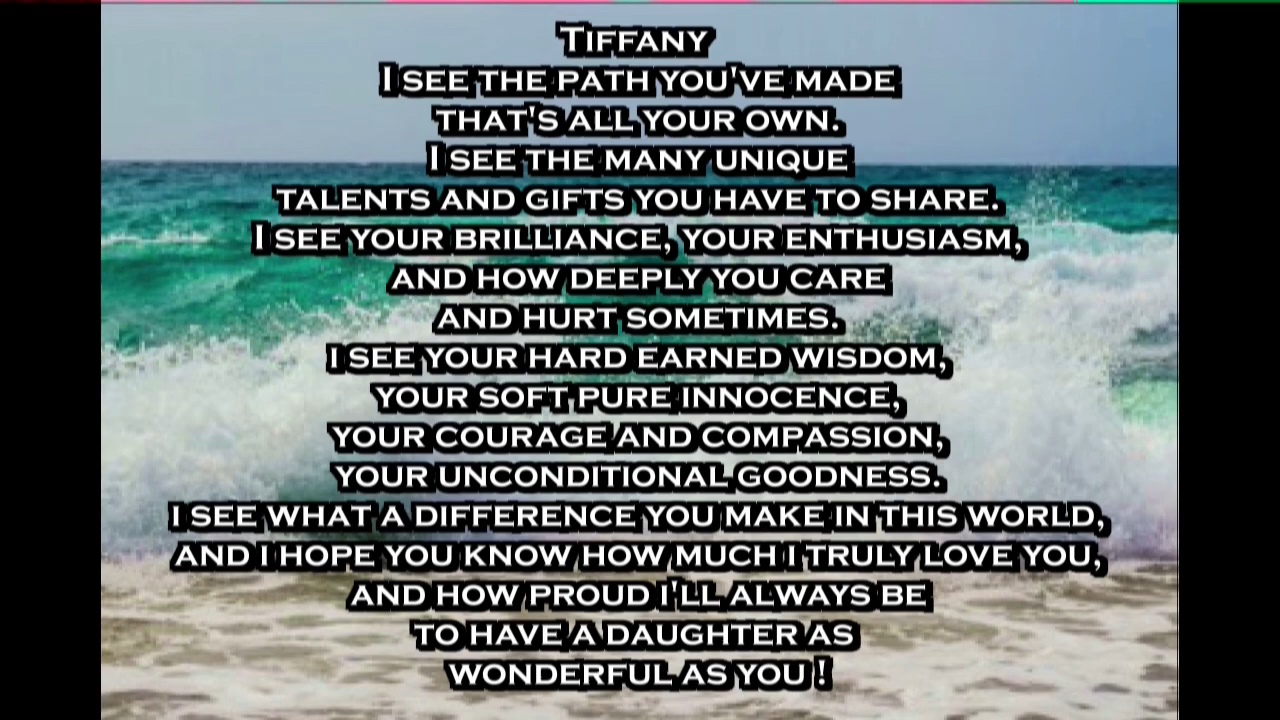 TIFFANY
I SEE THE PATH YOU'VE MADE
THAT'S ALL YOUR OWN.
I SEE THE MANY UNIQUE
TALENTS AND GIFTS YOU HAVE TO SHARE.
I SEE YOUR BRILLIANCE, YOUR ENTHUSIASM,
AND HOW DEEPLY YOU CARE
AND HURT SOMETIMES.
I SEE YOUR HARD EARNED WISDOM,
YOUR SOFT PURE INNOCENCE,
YOUR COURAGE AND COMPASSION,
YOUR UNCONDITIONAL GOODNESS.
I SEE WHAT A DIFFERENCE YOU MAKE IN THIS WORLD,
AND I HOPE YOU KNOW HOW MUCH I TRULY LOVE YOU,
AND HOW PROUD I'LL ALWAYS BE
TO HAVE A DAUGHTER AS
WONDERFUL AS YOU !